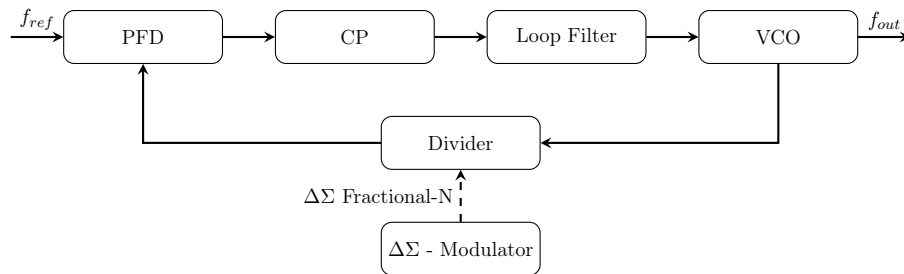 f_ref
PFD
CP
Loop Filter
VCO
f_out
Divider
ΔΣ Fractional-N
ΔΣ - Modulator